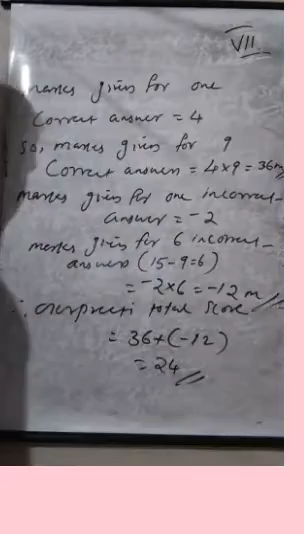 VII.
marks given for one
Correct answer = 4
So, marks given for 9
Correct answers = 4×9 = 36m
marks given for one incorrect
answer = -2
marks given for 6 incorrect
answers (15-9=6)
= -2×6 = -12 m
∴ total score
= 36+(-12)
= 24